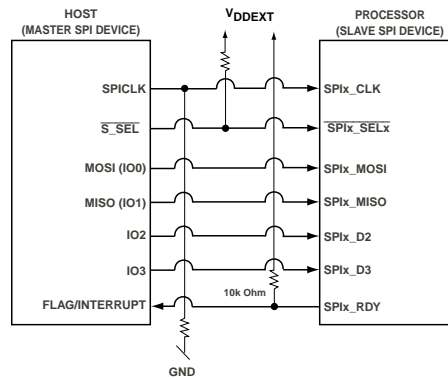 HOST
(MASTER SPI DEVICE)
VDDEXT
PROCESSOR
(SLAVE SPI DEVICE)
SPICLK
SPIx_CLK
S_SEL
SPIx_SELx
MOSI (IO0)
SPIx_MOSI
MISO (IO1)
SPIx_MISO
IO2
SPIx_D2
IO3
SPIx_D3
10k Ohm
FLAG/INTERRUPT
SPIx_RDY
GND